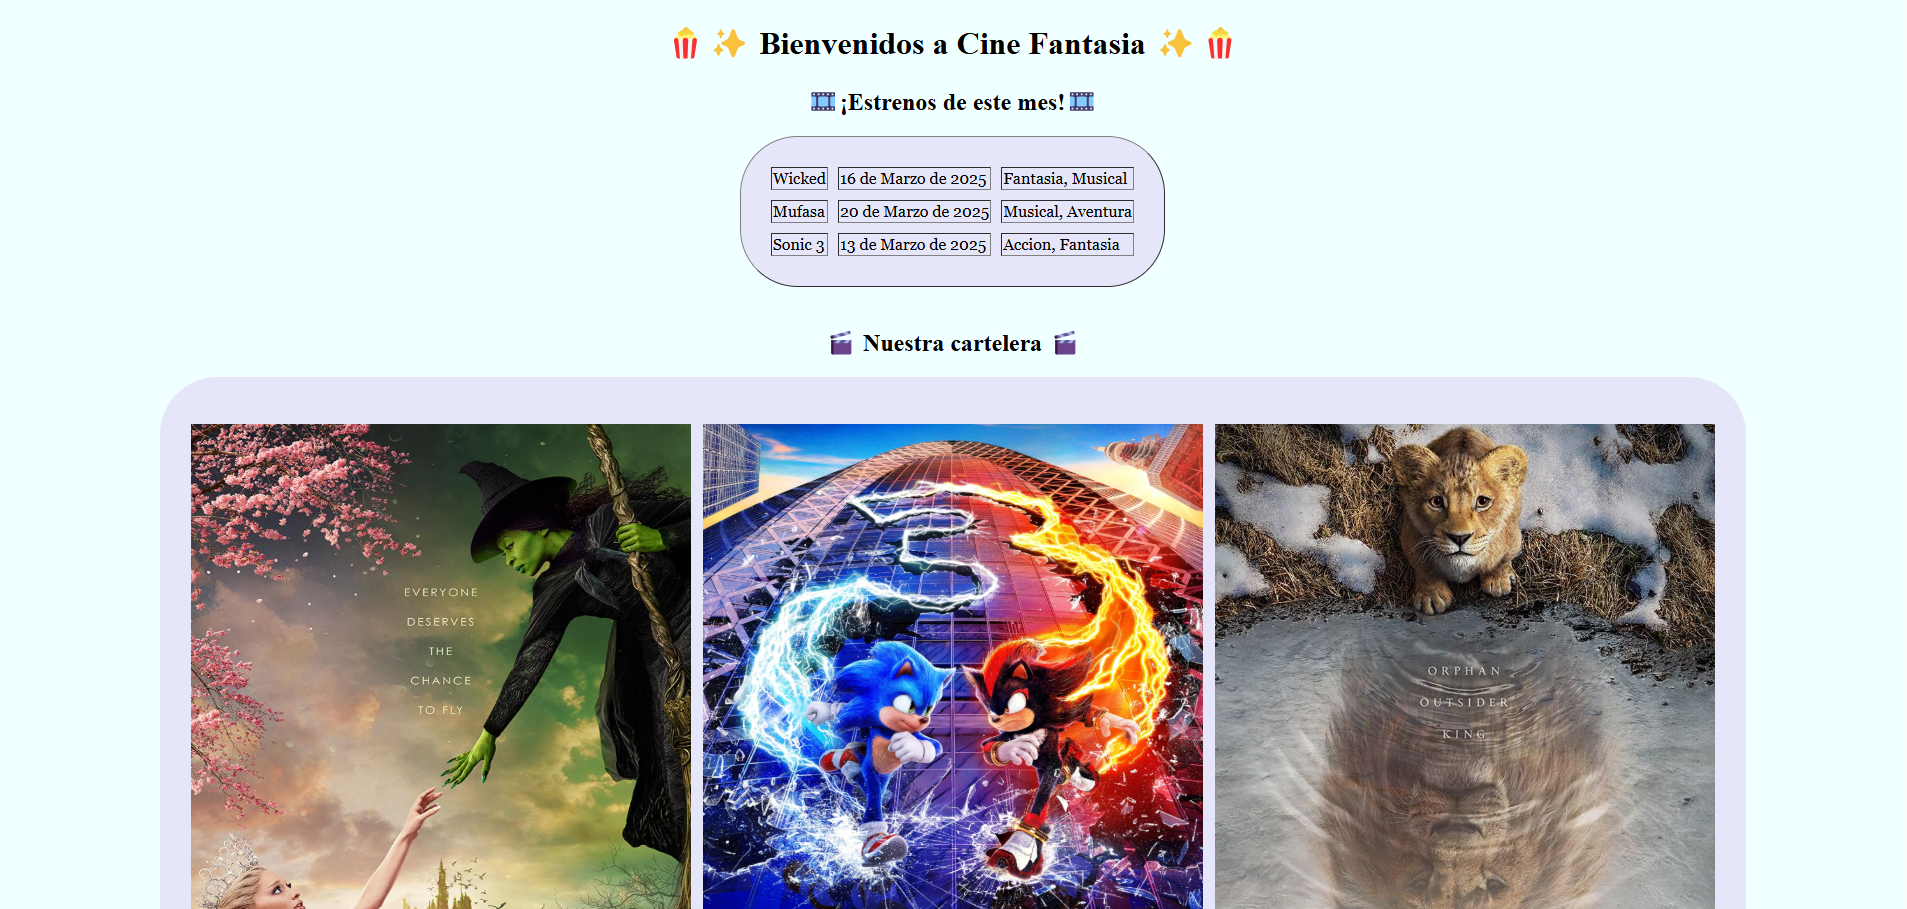 Bienvenidos a Cine Fantasia
¡Estrenos de este mes!
Wicked 16 de Marzo de 2025 Fantasia, Musical
Mufasa 20 de Marzo de 2025 Musical, Aventura
Sonic 3 13 de Marzo de 2025 Accion, Fantasia
Nuestra cartelera
EVERYONE
DESERVES
THE
CHANCE
TO FLY
ORPHAN
OUTSIDER
KING